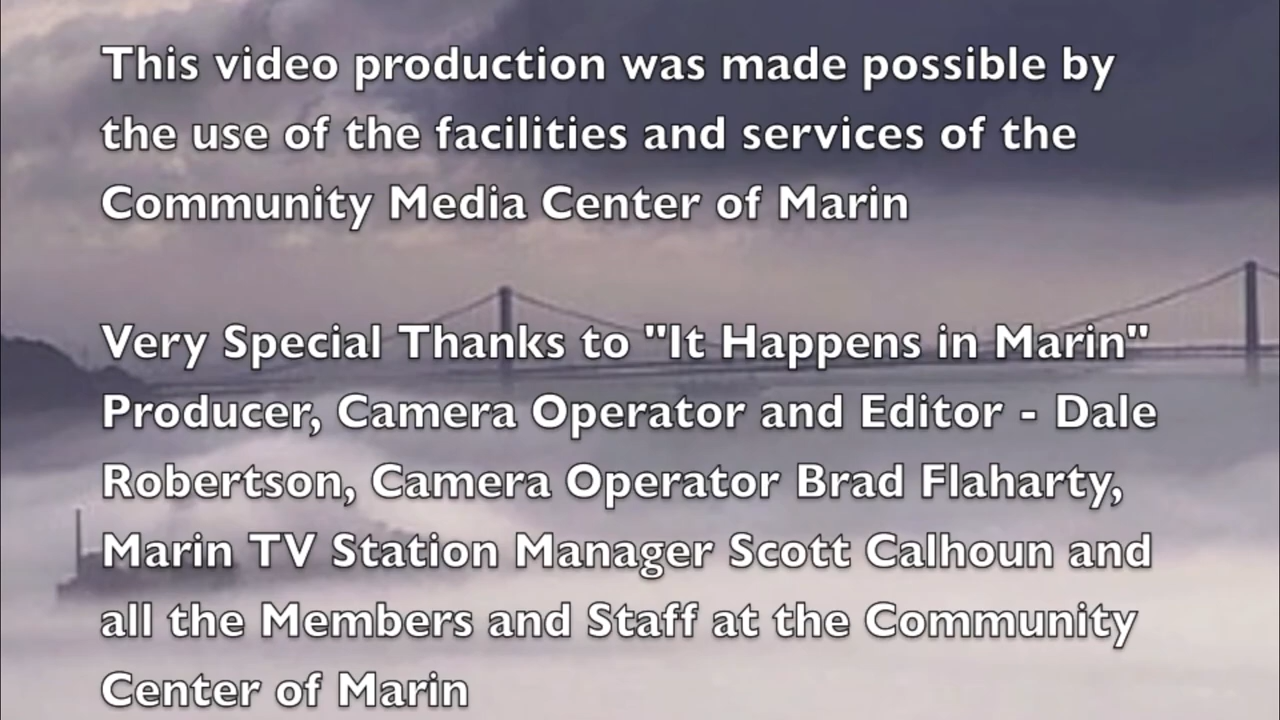 This video production was made possible by
the use of the facilities and services of the
Community Media Center of Marin
Very Special Thanks to "It Happens in Marin"
Producer, Camera Operator and Editor - Dale
Robertson, Camera Operator Brad Flaharty,
Marin TV Station Manager Scott Calhoun and
all the Members and Staff at the Community
Center of Marin